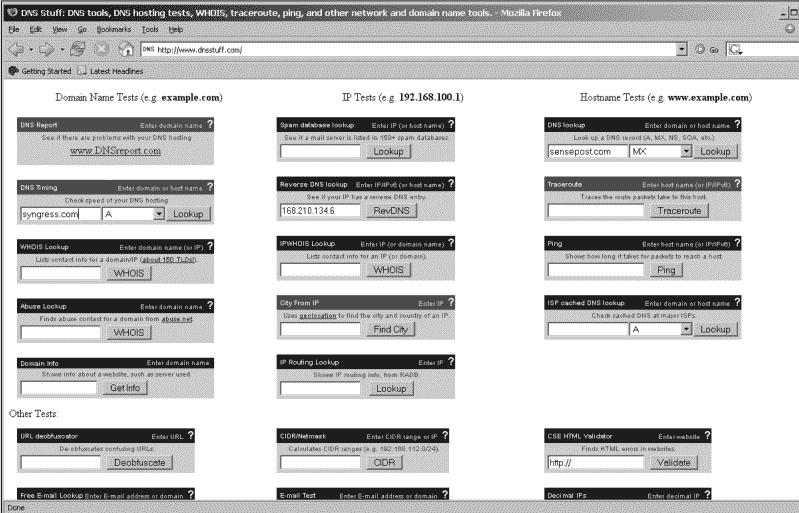 DNS Stuff: DNS tools, DNS hosting tests, WHOIS, traceroute, ping, and other network and domain name tools. - Mozilla Firefox
File Edit View Go Bookmarks Tools Help
DNS http://www.dnsstuff.com/ Go G
Getting Started Latest Headlines
Domain Name Tests (e.g. example.com)
DNS Report Enter domain name ?
See if there are problems with your DNS hosting
www.DNSreport.com
DNS Timing Enter domain or host name ?
Check speed of your DNS hosting
syngress.com A Lookup
WHOIS Lookup Enter domain name (or IP) ?
Lists contact info for a domain/IP (about 150 TLDs!).
WHOIS
Abuse Lookup Enter domain name ?
Finds abuse contact for a domain from abuse.net.
WHOIS
Domain Info Enter domain name
Shows info about a website, such as server used.
Get Info
IP Tests (e.g. 192.168.100.1)
Spam database lookup Enter IP (or host name) ?
See if a mail server is listed in 150+ spam databases.
Lookup
Reverse DNS lookup Enter IP/IPv6 (or host name) ?
See if your IP has a reverse DNS entry.
168.210.134.6 RevDNS
IPWHOIS Lookup Enter IP (or domain name) ?
Lists contact info for an IP (or domain).
WHOIS
City From IP Enter IP ?
Uses geolocation to find the city and country of an IP.
Find City
IP Routing Lookup Enter IP ?
Shows IP routing info, from RADB.
Lookup
Hostname Tests (e.g. www.example.com)
DNS lookup Enter domain or host name ?
Look up a DNS record (A, MX, NS, SOA, etc.)
sensepost.com MX Lookup
Traceroute Enter host name (or IP/IPv6) ?
Traces the route packets take to this host.
Traceroute
Ping Enter host name (or IP/IPv6) ?
Shows how long it takes for packets to reach a host.
Ping
ISP cached DNS lookup Enter domain or host name ?
Check cached DNS at major ISPs.
A Lookup
Other Tests:
URL deobfuscator Enter URL ?
De-obfuscates confusing URLs.
Deobfuscate
CIDR/Netmask Enter CIDR range or IP ?
Calculates CIDR ranges (e.g. 192.168.112.0/24).
CIDR
CSE HTML Validator Enter website ?
Finds HTML errors in websites.
http:// Validate
Free E-mail Lookup Enter E-mail address or domain ?
E-mail Test Enter E-mail address or domain ?
Decimal IPs Enter decimal IP ?
Done